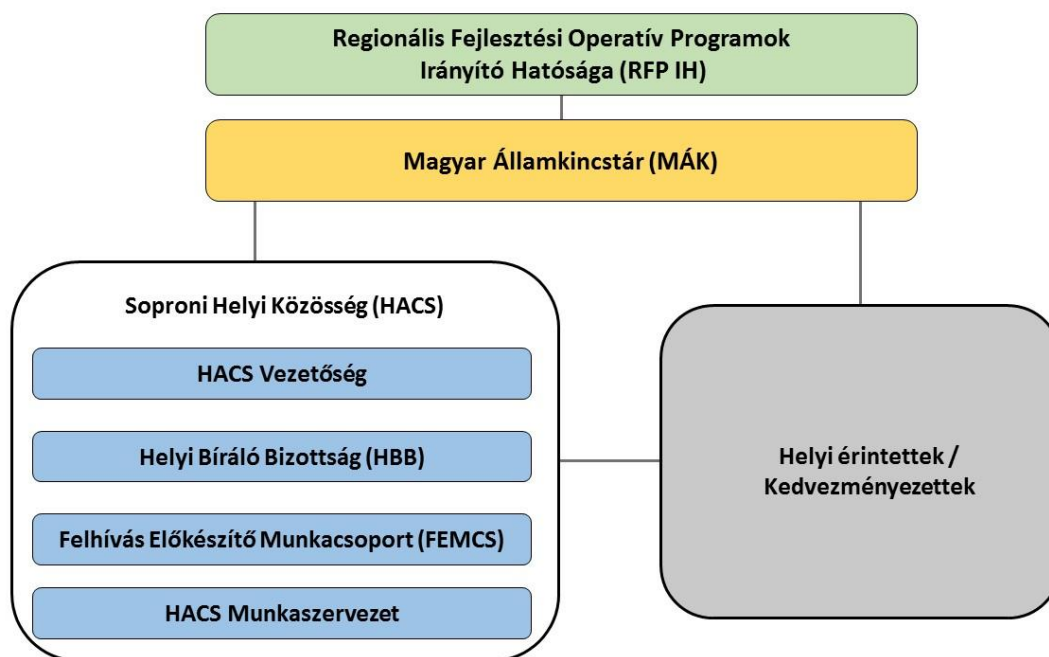 Regionális Fejlesztési Operatív Programok
Irányító Hatósága (RFP IH)
Magyar Államkincstár (MÁK)
Soproni Helyi Közösség (HACS)
HACS Vezetőség
Helyi Bíráló Bizottság (HBB)
Felhívás Előkészítő Munkacsoport (FEMCS)
HACS Munkaszervezet
Helyi érintettek /
Kedvezményezettek